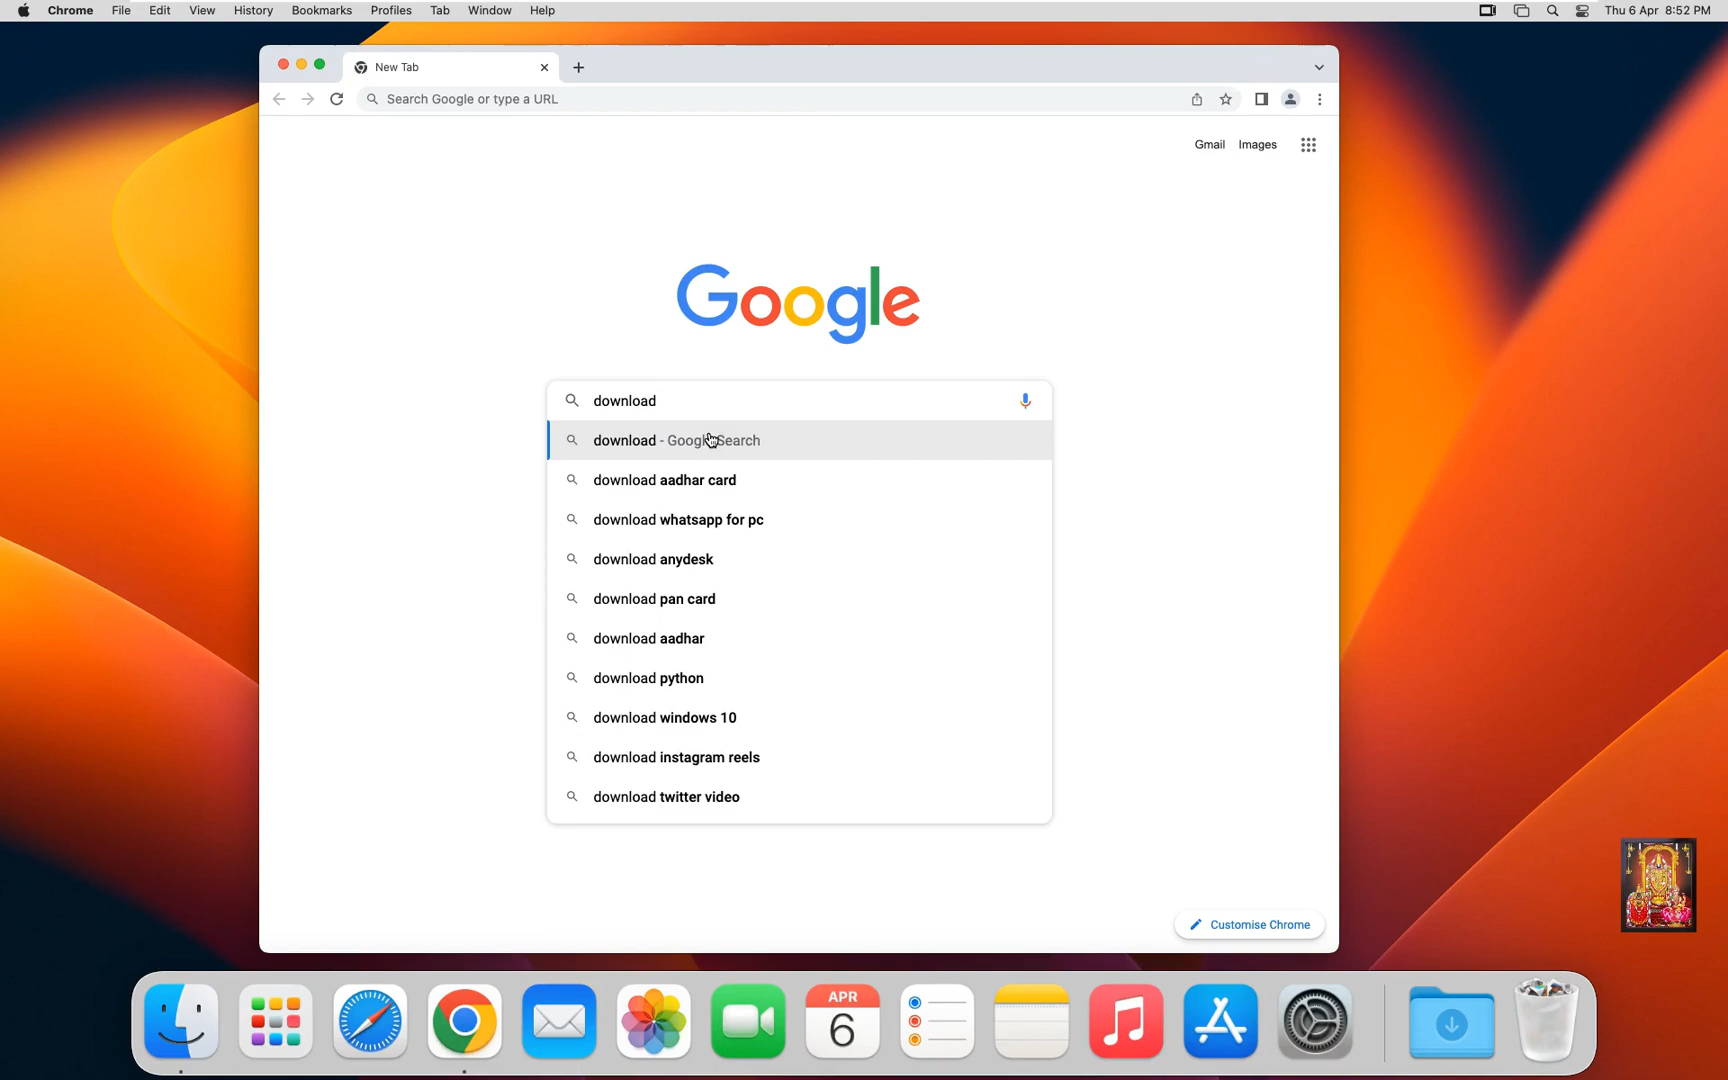 Chrome File Edit View History Bookmarks Profiles Tab Window Help Thu 6 Apr 8:52 PM
New Tab
Search Google or type a URL
Gmail Images
Google
download
download - Google Search
download aadhar card
download whatsapp for pc
download anydesk
download pan card
download aadhar
download python
download windows 10
download instagram reels
download twitter video
Customise Chrome
APR
6